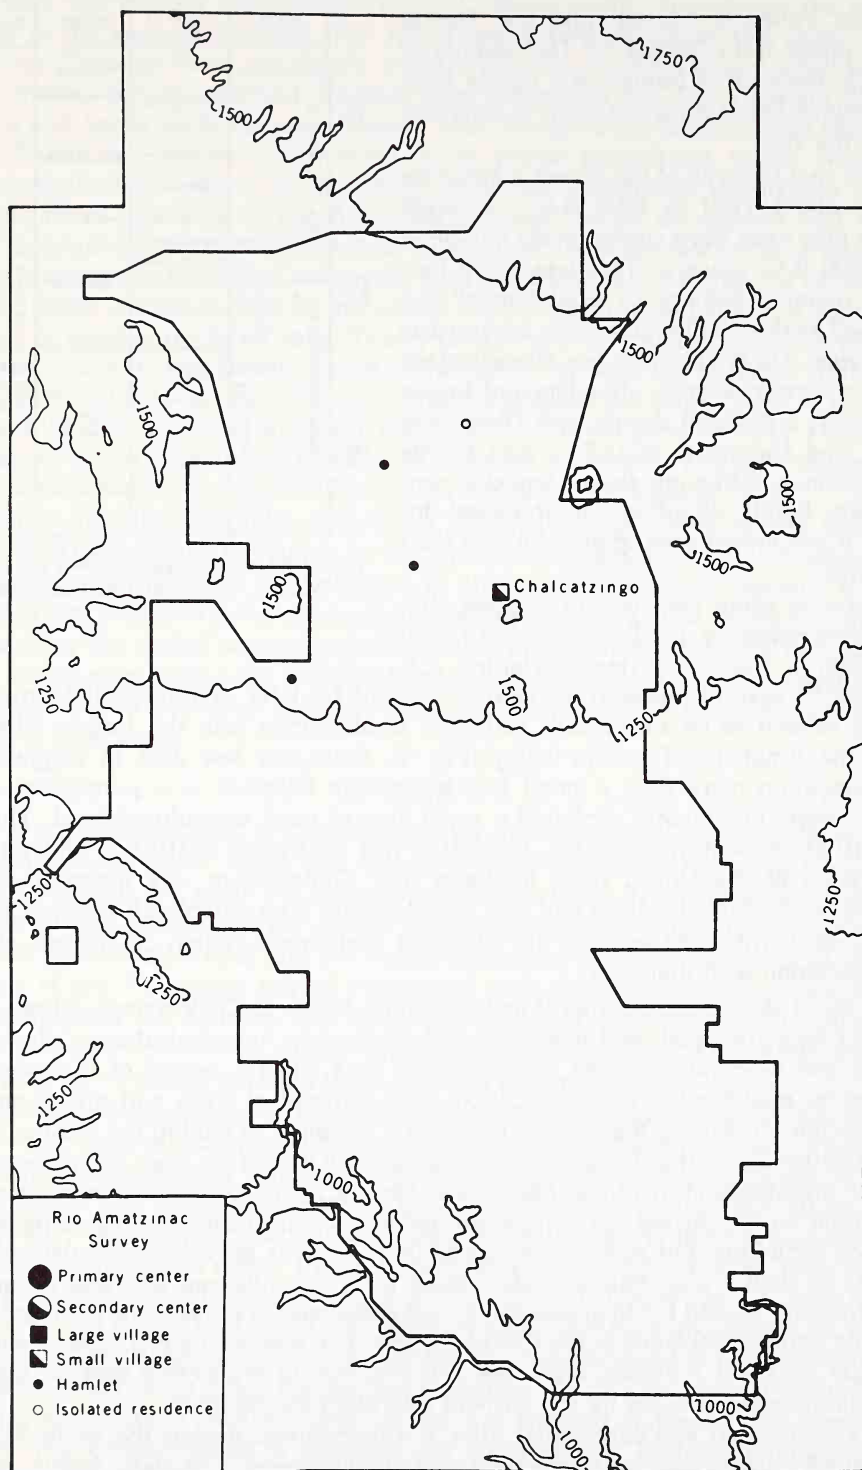 1750
1500
1500
1500
1500
1500
Chalcatzingo
1500
1250
1500
1250
1250
1250
1250
1250
1000
Rio Amatzinac
Survey
Primary center
Secondary center
Large village
Small village
Hamlet
Isolated residence
1000
1000